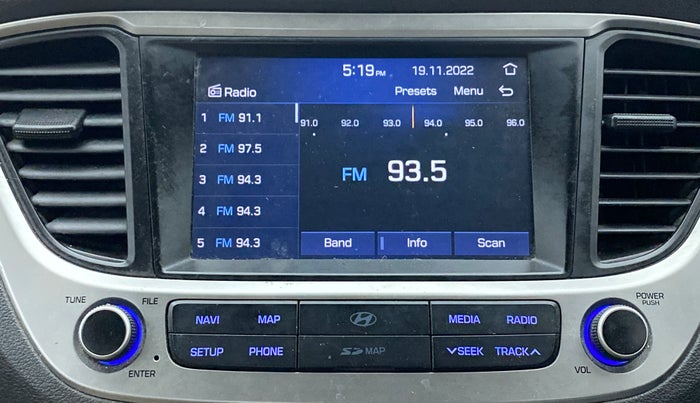 5:19 PM 19.11.2022
Radio Presets Menu
1 FM 91.1
2 FM 97.5
3 FM 94.3
4 FM 94.3
5 FM 94.3
91.0 92.0 93.0 94.0 95.0 96.0
FM 93.5
Band Info Scan
TUNE FILE
ENTER
NAVI MAP
SETUP PHONE
SD MAP
MEDIA RADIO
SEEK TRACK
POWER
PUSH
VOL